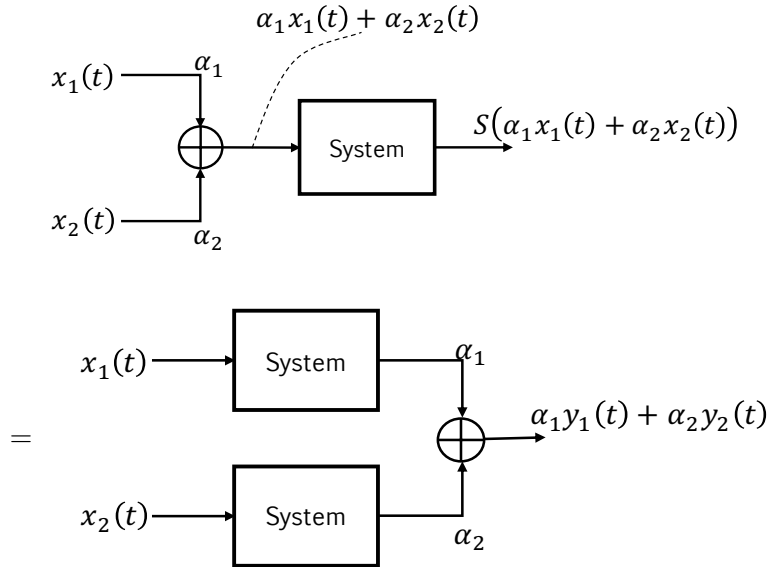 α₁x₁(t) + α₂x₂(t)
x₁(t)
α₁
System
S(α₁x₁(t) + α₂x₂(t))
x₂(t)
α₂
x₁(t)
System
α₁
=
α₁y₁(t) + α₂y₂(t)
x₂(t)
System
α₂